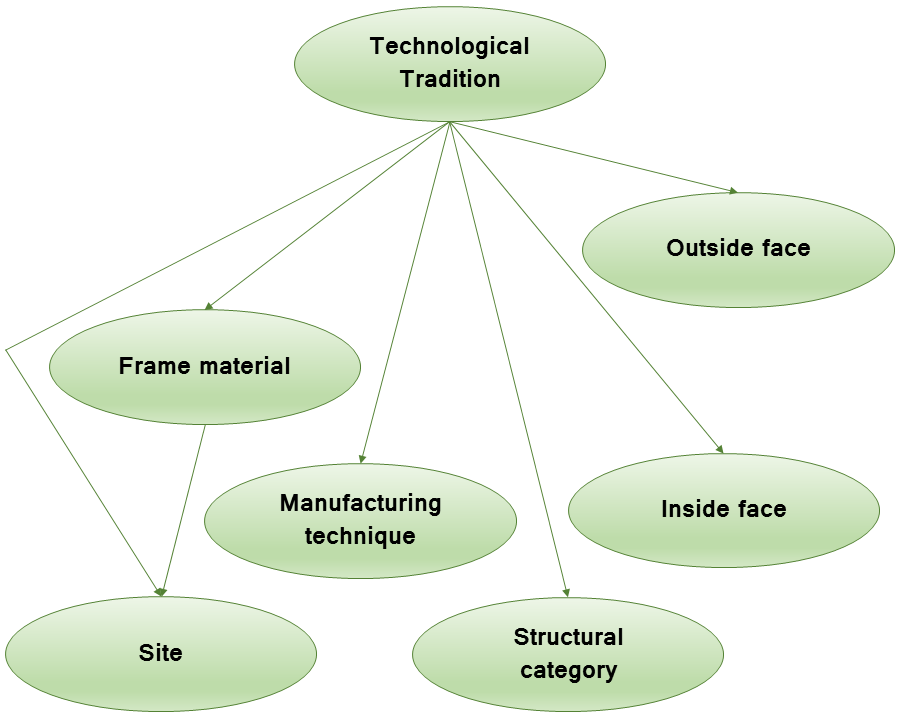 Technological
Tradition
Outside face
Frame material
Manufacturing
technique
Inside face
Site
Structural
category